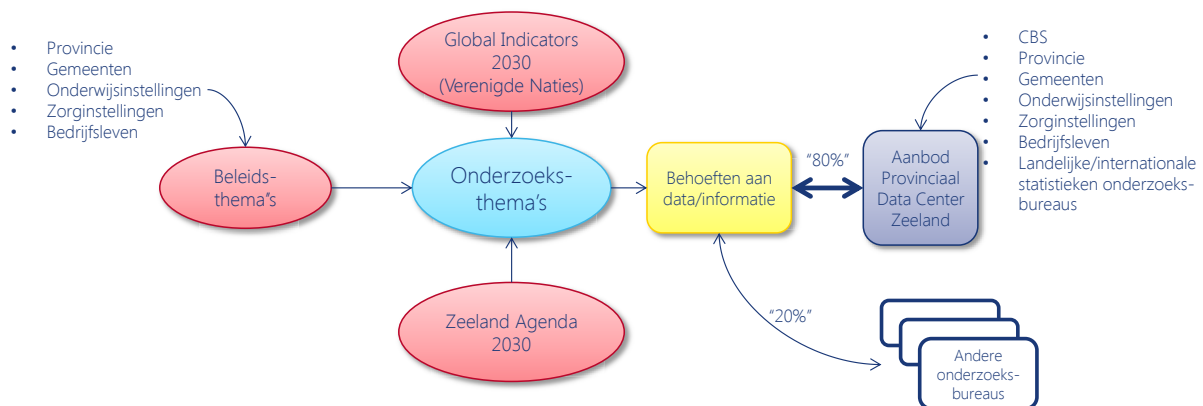 • Provincie
• Gemeenten
• Onderwijsinstellingen
• Zorginstellingen
• Bedrijfsleven
Beleids-
thema"s
Global Indicators
2030
(Verenigde Naties)
Onderzoeks-
thema's
Zeeland Agenda
2030
Behoeften aan
data/informatie
"80%"
"20%"
Aanbod
Provinciaal
Data Center
Zeeland
• CBS
• Provincie
• Gemeenten
• Onderwijsinstellingen
• Zorginstellingen
• Bedrijfsleven
• Landelijke/internationale
statistieken onderzoeks-
bureaus
Andere
onderzoeks-
bureaus